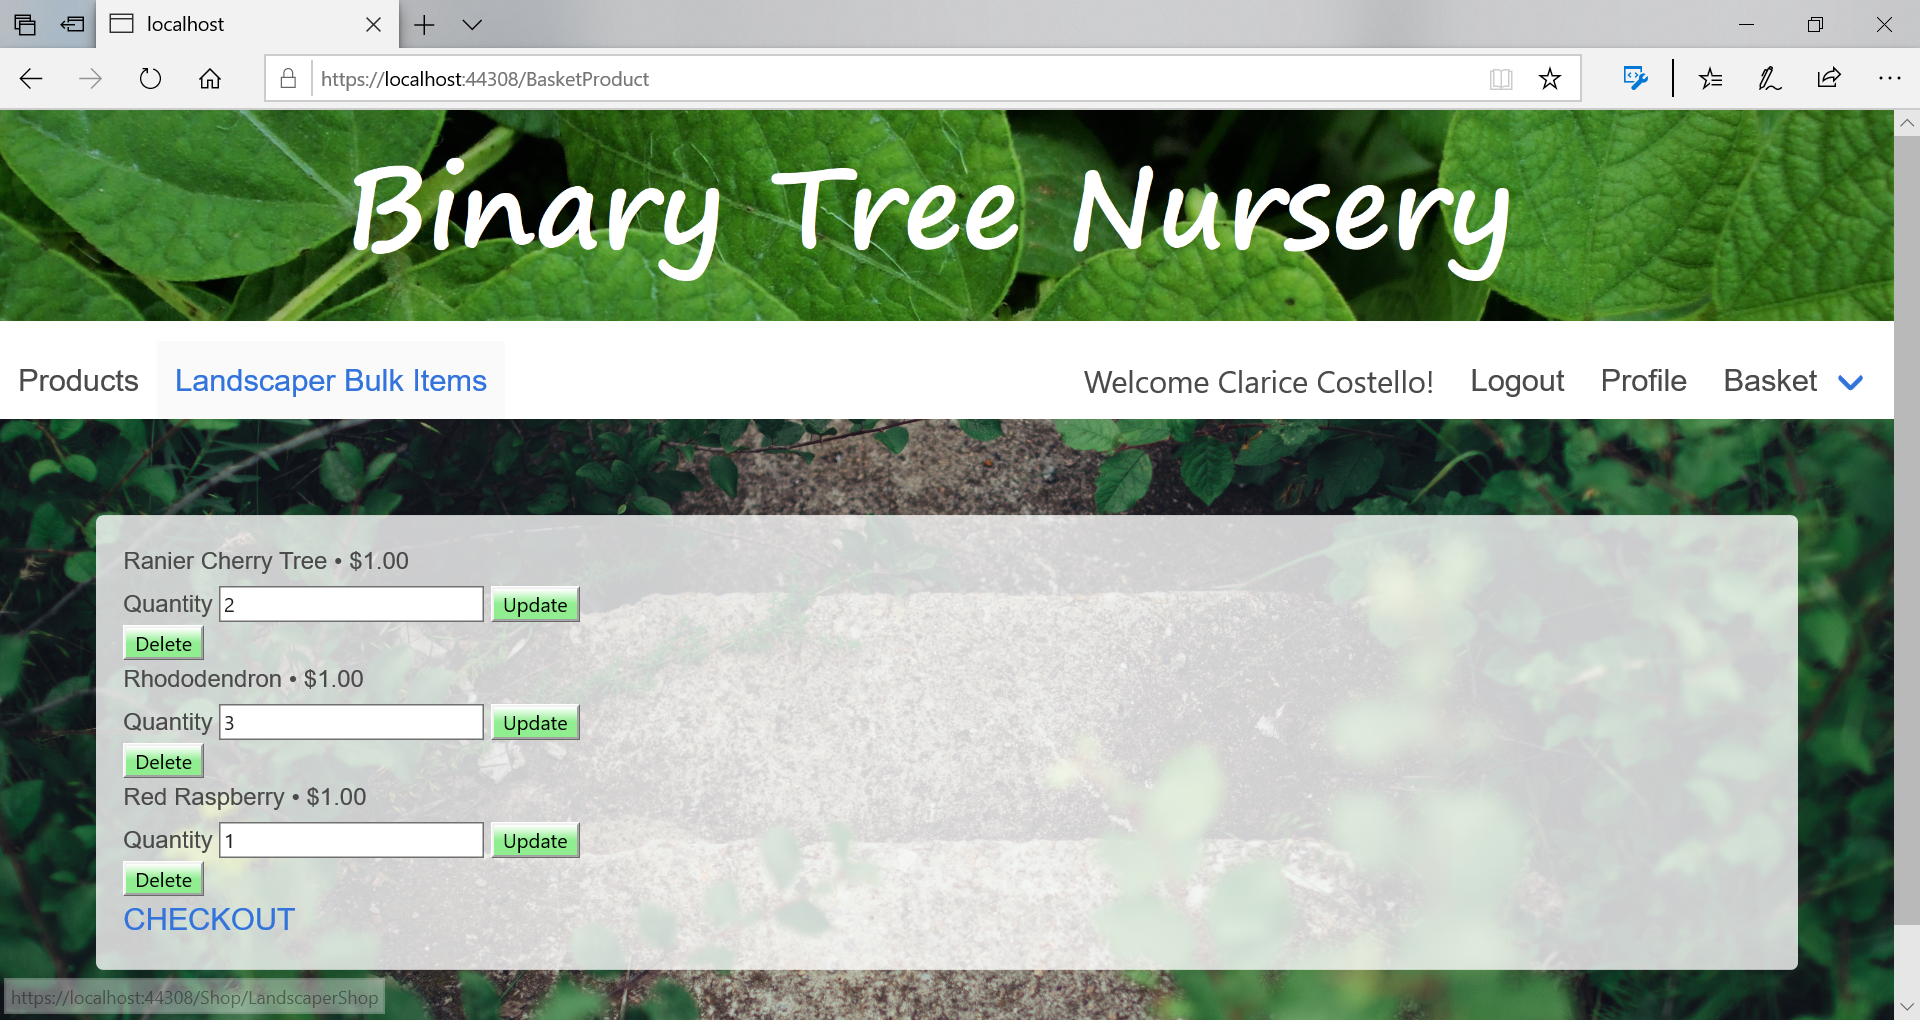 localhost
https://localhost:44308/BasketProduct
Binary Tree Nursery
Products Landscaper Bulk Items Welcome Clarice Costello! Logout Profile Basket
Ranier Cherry Tree • $1.00
Quantity 2 Update
Delete
Rhododendron • $1.00
Quantity 3 Update
Delete
Red Raspberry • $1.00
Quantity 1 Update
Delete
CHECKOUT
https://localhost:44308/Shop/LandscaperShop